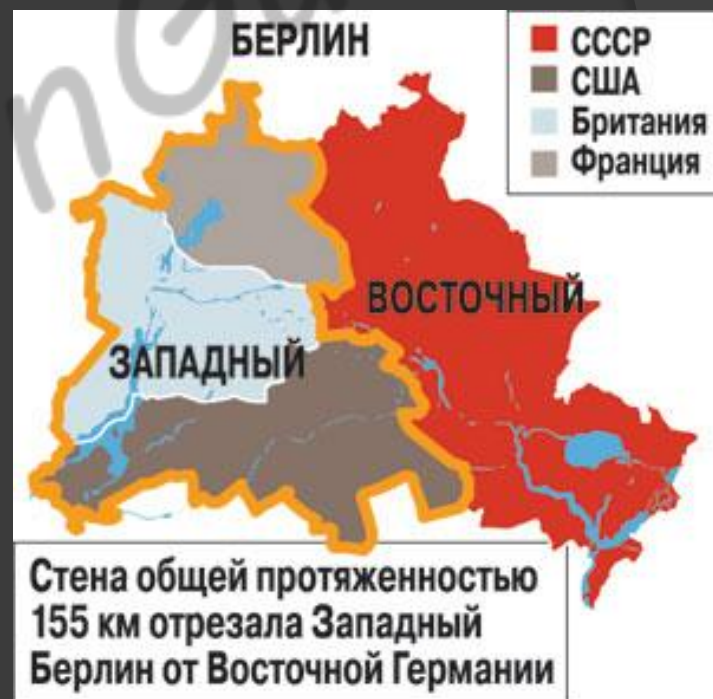 БЕРЛИН
СССР
США
Британия
Франция
ВОСТОЧНЫЙ
ЗАПАДНЫЙ
Стена общей протяженностью
155 км отрезала Западный
Берлин от Восточной Германии